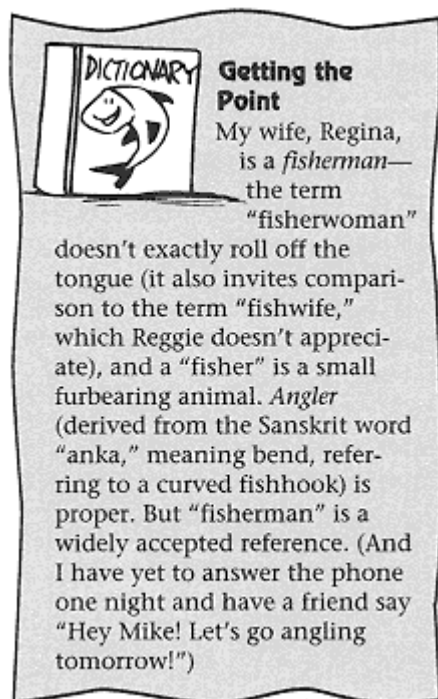 DICTIONARY
Getting the
Point
My wife, Regina,
is a fisherman—
the term
"fisherwoman"
doesn't exactly roll off the
tongue (it also invites compari-
son to the term "fishwife,"
which Reggie doesn't appreci-
ate), and a "fisher" is a small
furbearing animal. Angler
(derived from the Sanskrit word
"anka," meaning bend, refer-
ring to a curved fishhook) is
proper. But "fisherman" is a
widely accepted reference. (And
I have yet to answer the phone
one night and have a friend say
"Hey Mike! Let's go angling
tomorrow!")